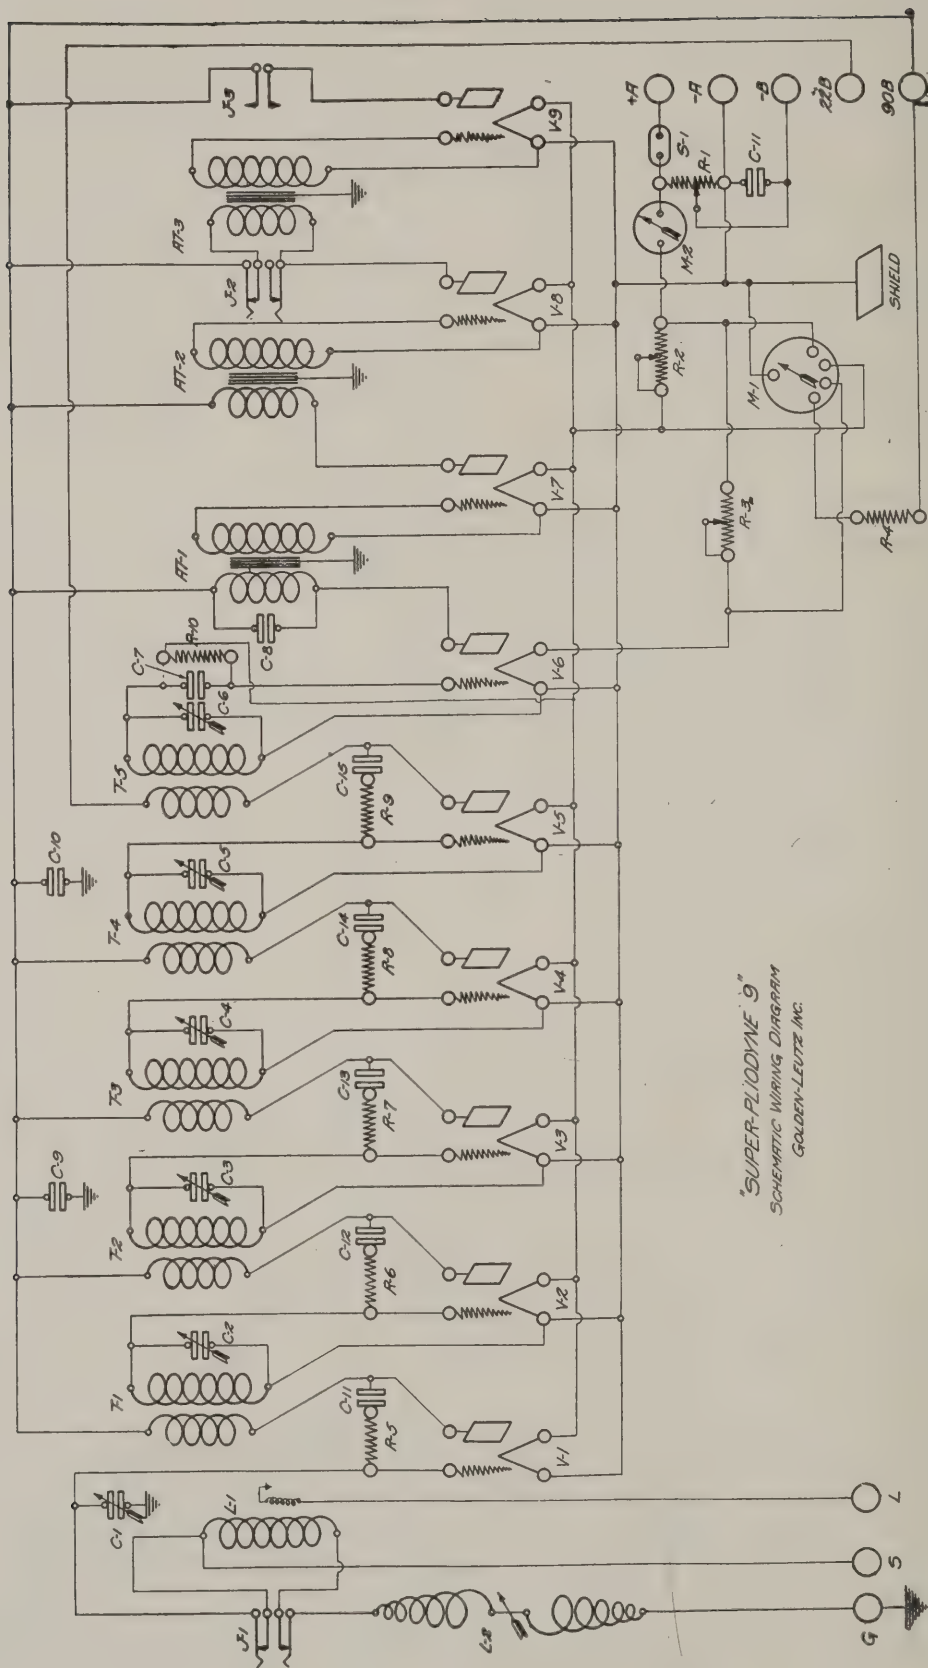 J-1
C-1
L-1
L-2
G
S
L
T-1
C-2
C-11
R-5
V-1
T-2
C-9
C-3
C-12
R-6
V-2
T-3
C-4
C-13
R-7
V-3
T-4
C-10
C-5
C-14
R-8
V-4
T-5
C-6
C-7
R-10
C-15
R-9
V-5
C-8
AT-1
V-6
V-7
AT-2
J-2
V-8
AT-3
J-3
V-9
+A
-A
-B
22B
90B
S-1
R-1
C-11
M-2
R-2
SHIELD
M-1
R-3
R-4
"SUPER-PLIODYNE 9"
SCHEMATIC WIRING DIAGRAM
GOLDEN-LEUTZ INC.